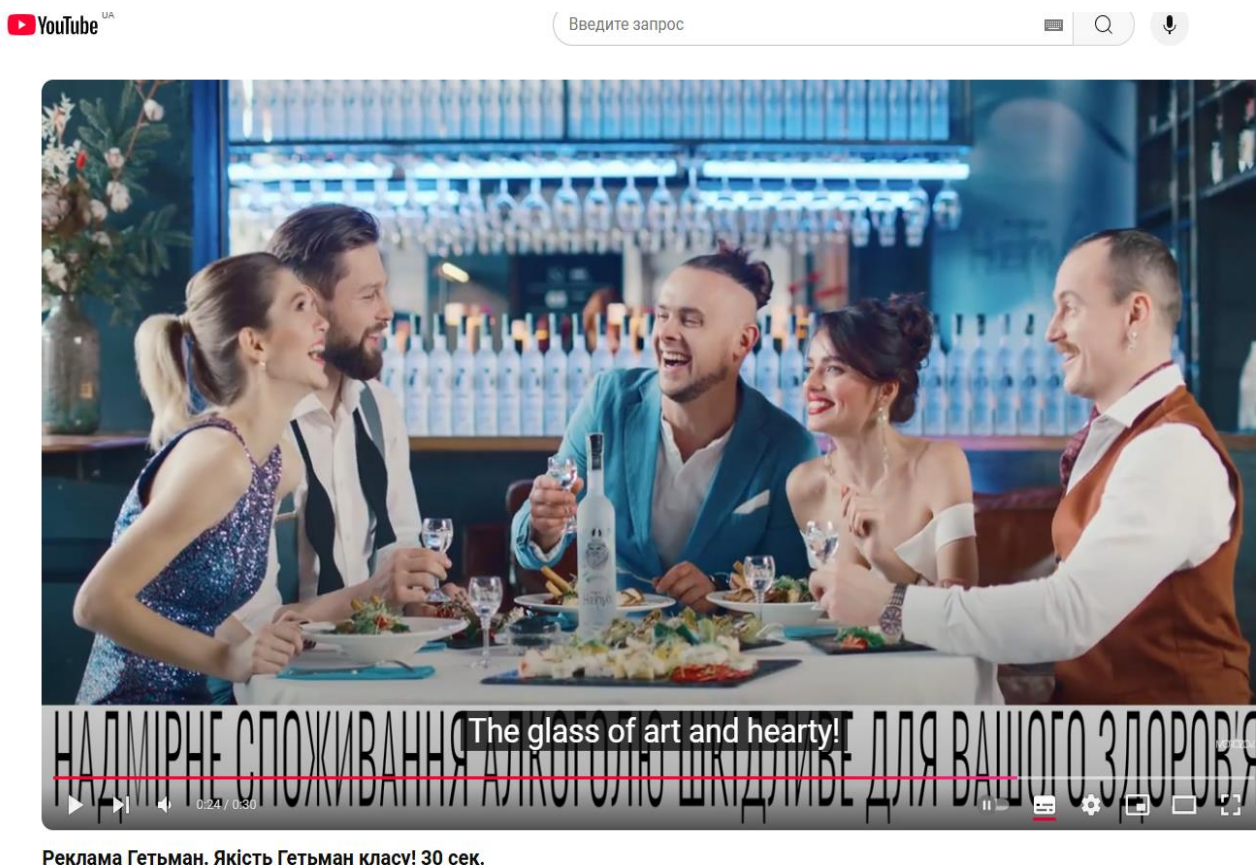 YouTube UA
Введите запрос
The glass of art and hearty!
НАДМІРНЕ СПОЖИВАННЯ АЛКОГОЛЮ ШКІДЛИВЕ ДЛЯ ВАШОГО ЗДОРОВ'Я
0:24 / 0:30
Реклама Гетьман. Якість Гетьман класу! 30 сек.